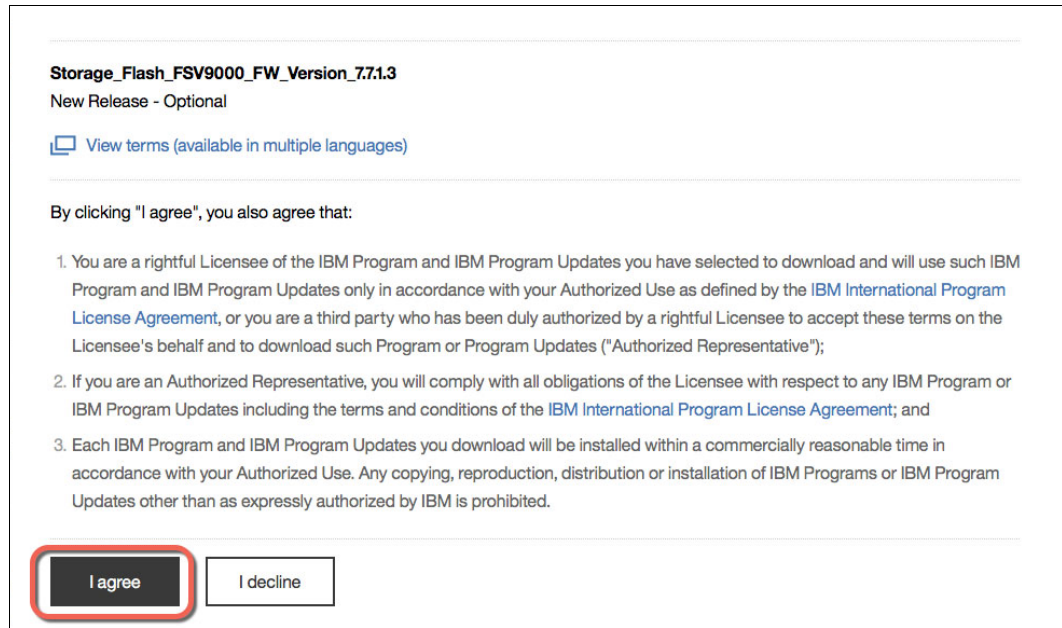 Storage_Flash_FSV9000_FW_Version_7.7.1.3
New Release - Optional
View terms (available in multiple languages)
By clicking "I agree", you also agree that:
1. You are a rightful Licensee of the IBM Program and IBM Program Updates you have selected to download and will use such IBM
Program and IBM Program Updates only in accordance with your Authorized Use as defined by the IBM International Program
License Agreement, or you are a third party who has been duly authorized by a rightful Licensee to accept these terms on the
Licensee's behalf and to download such Program or Program Updates ("Authorized Representative");
2. If you are an Authorized Representative, you will comply with all obligations of the Licensee with respect to any IBM Program or
IBM Program Updates including the terms and conditions of the IBM International Program License Agreement; and
3. Each IBM Program and IBM Program Updates you download will be installed within a commercially reasonable time in
accordance with your Authorized Use. Any copying, reproduction, distribution or installation of IBM Programs or IBM Program
Updates other than as expressly authorized by IBM is prohibited.
I agree
I decline